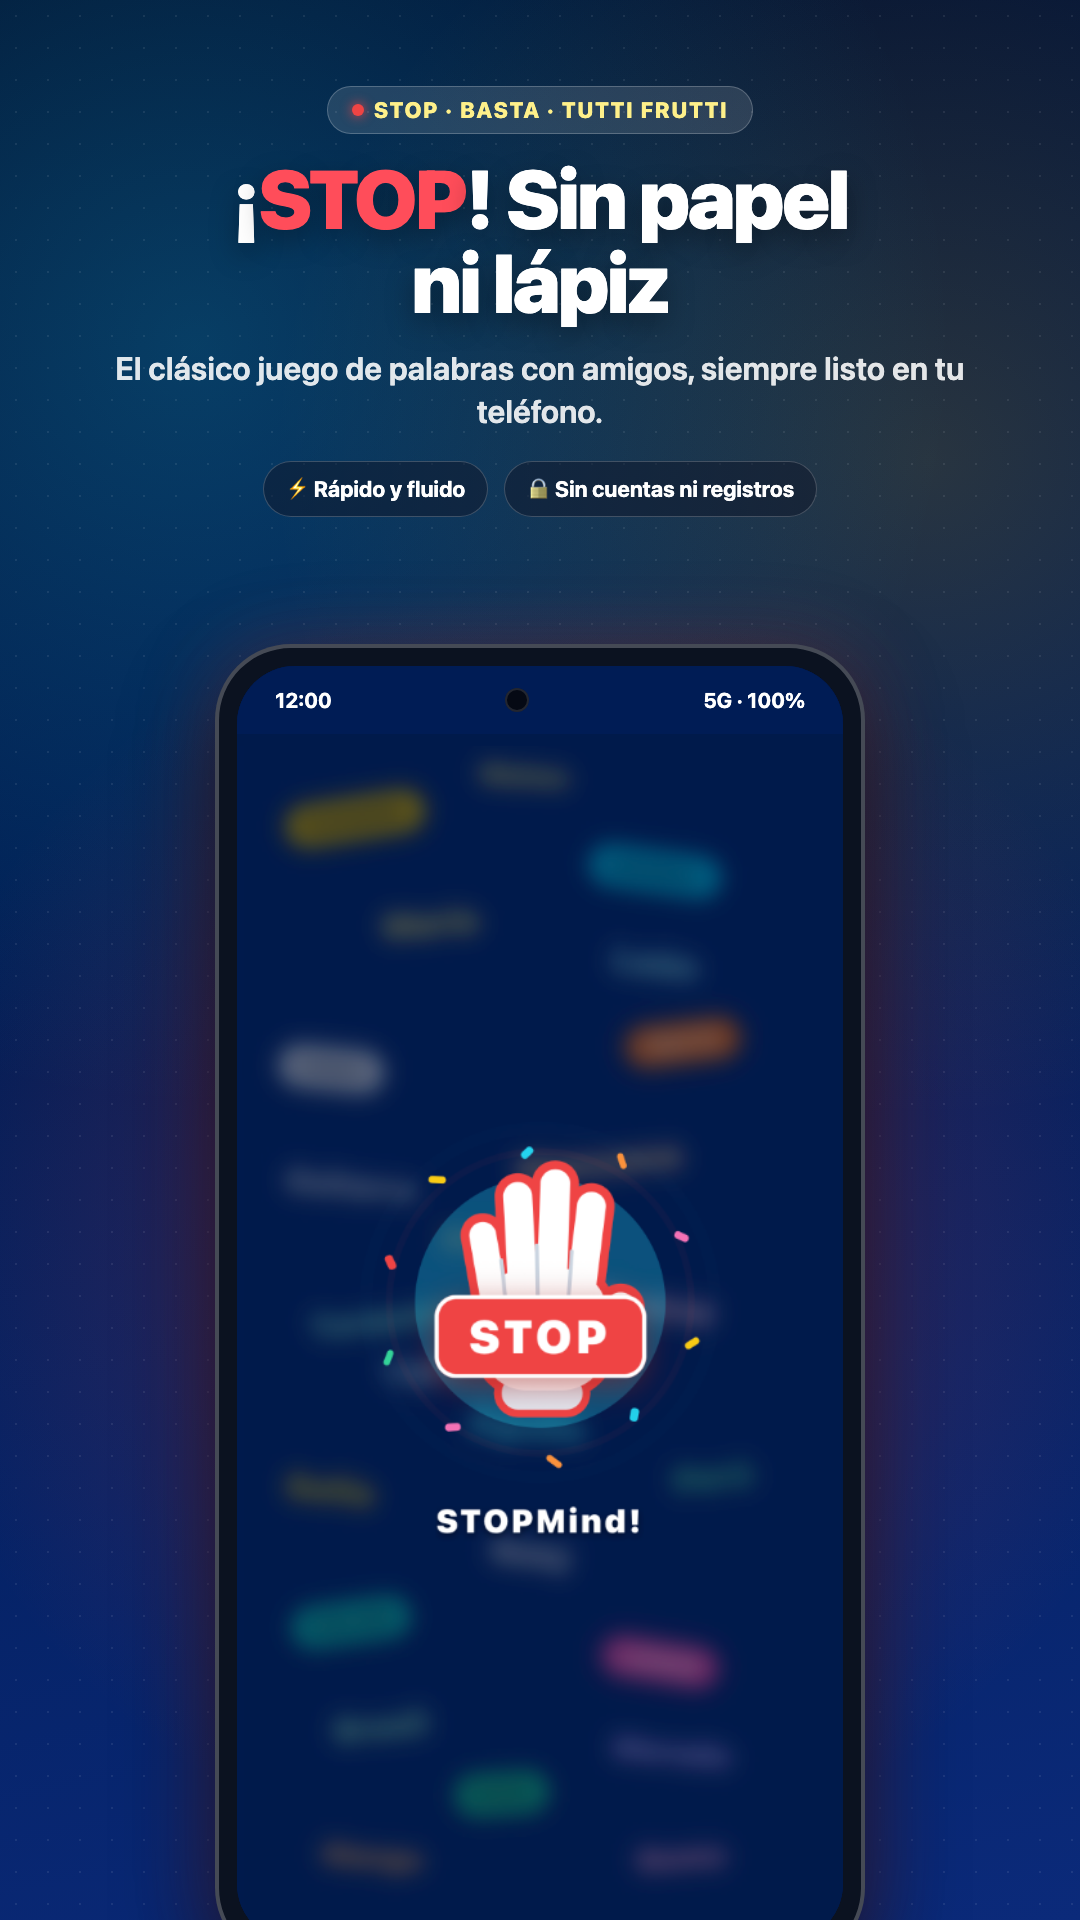 STOP · BASTA · TUTTI FRUTTI
¡STOP! Sin papel
ni lápiz
El clásico juego de palabras con amigos, siempre listo en tu
teléfono.
⚡ Rápido y fluido
🔒 Sin cuentas ni registros
12:00
5G · 100%
STOP
STOPMind!